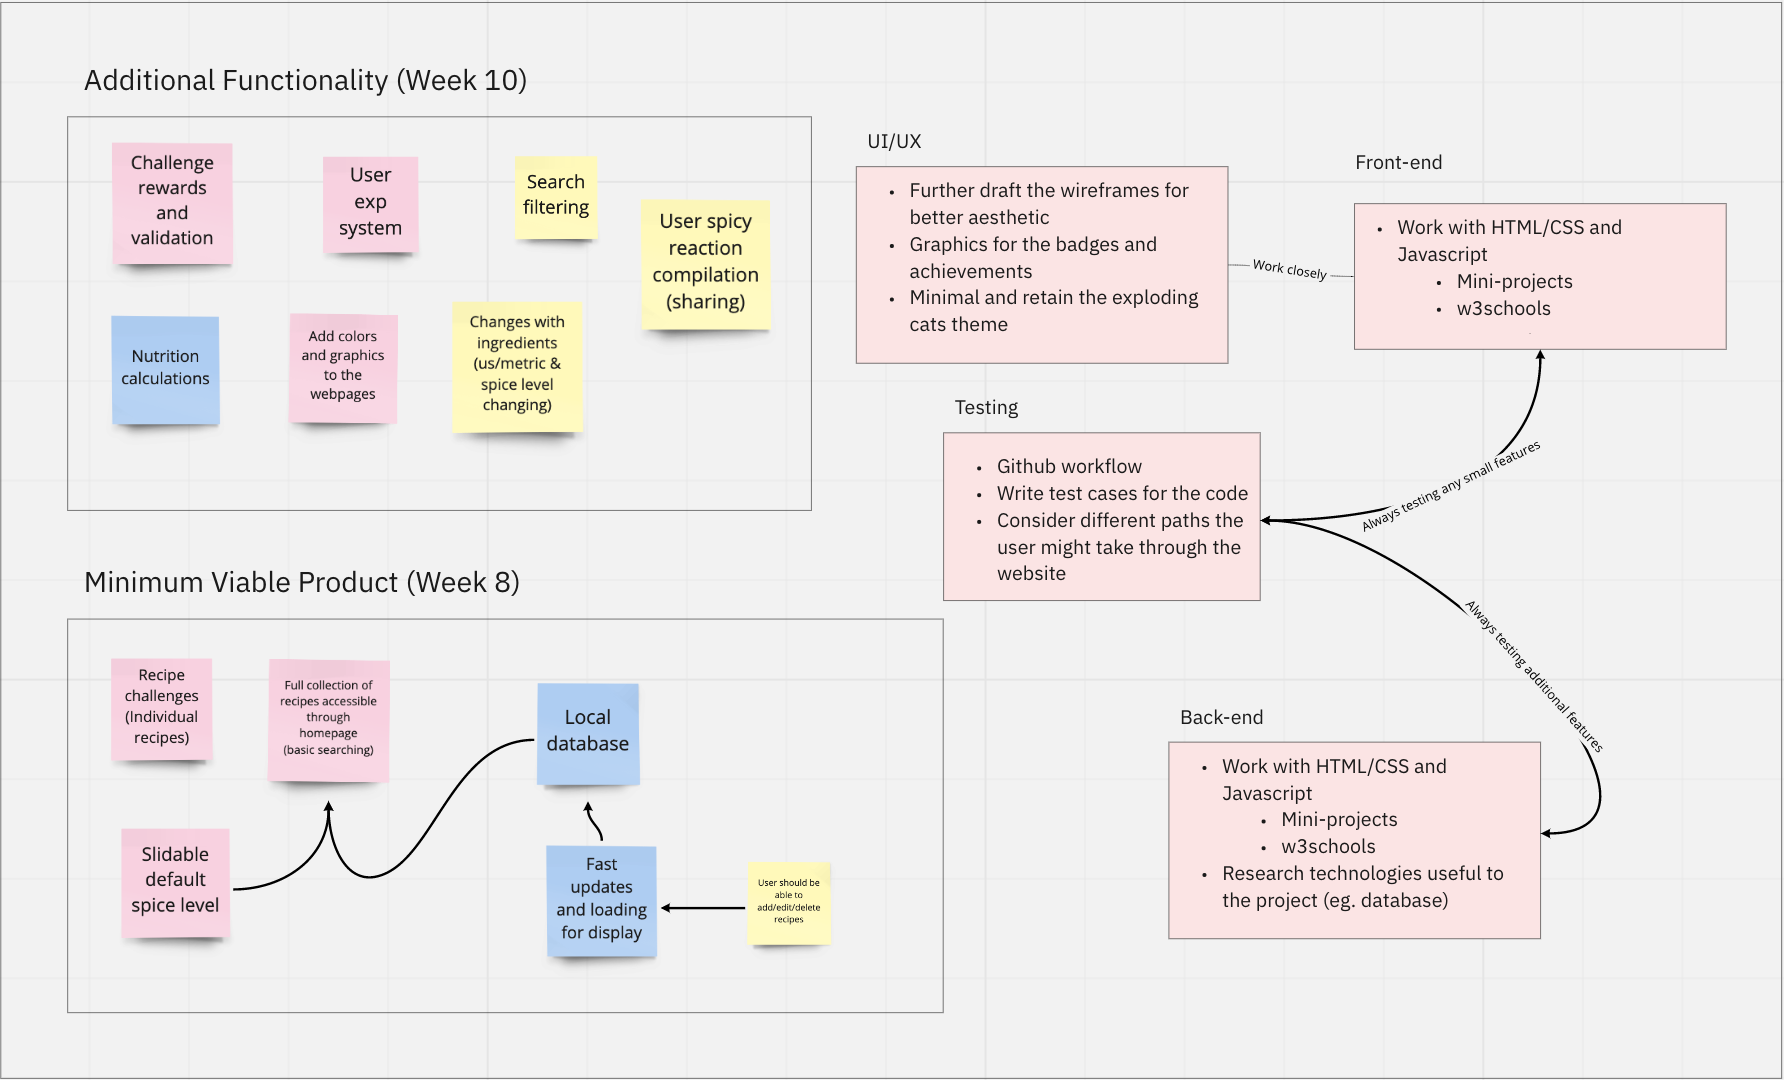 Additional Functionality (Week 10)
Challenge
rewards
and
validation
User
exp
system
Search
filtering
User spicy
reaction
compilation
(sharing)
Nutrition
calculations
Add colors
and graphics
to the
webpages
Changes with
ingredients
(us/metric &
spice level
changing)
Minimum Viable Product (Week 8)
Recipe
challenges
(Individual
recipes)
Full collection of
recipes accessible
through
homepage
(basic searching)
Local
database
Slidable
default
spice level
Fast
updates
and loading
for display
User should be
able to
add/edit/delete
recipes
UI/UX
• Further draft the wireframes for
better aesthetic
• Graphics for the badges and
achievements
• Minimal and retain the exploding
cats theme
Work closely
Front-end
• Work with HTML/CSS and
Javascript
• Mini-projects
• w3schools
Testing
• Github workflow
• Write test cases for the code
• Consider different paths the
user might take through the
website
Always testing any small features
Always testing additional features
Back-end
• Work with HTML/CSS and
Javascript
• Mini-projects
• w3schools
• Research technologies useful to
the project (eg. database)